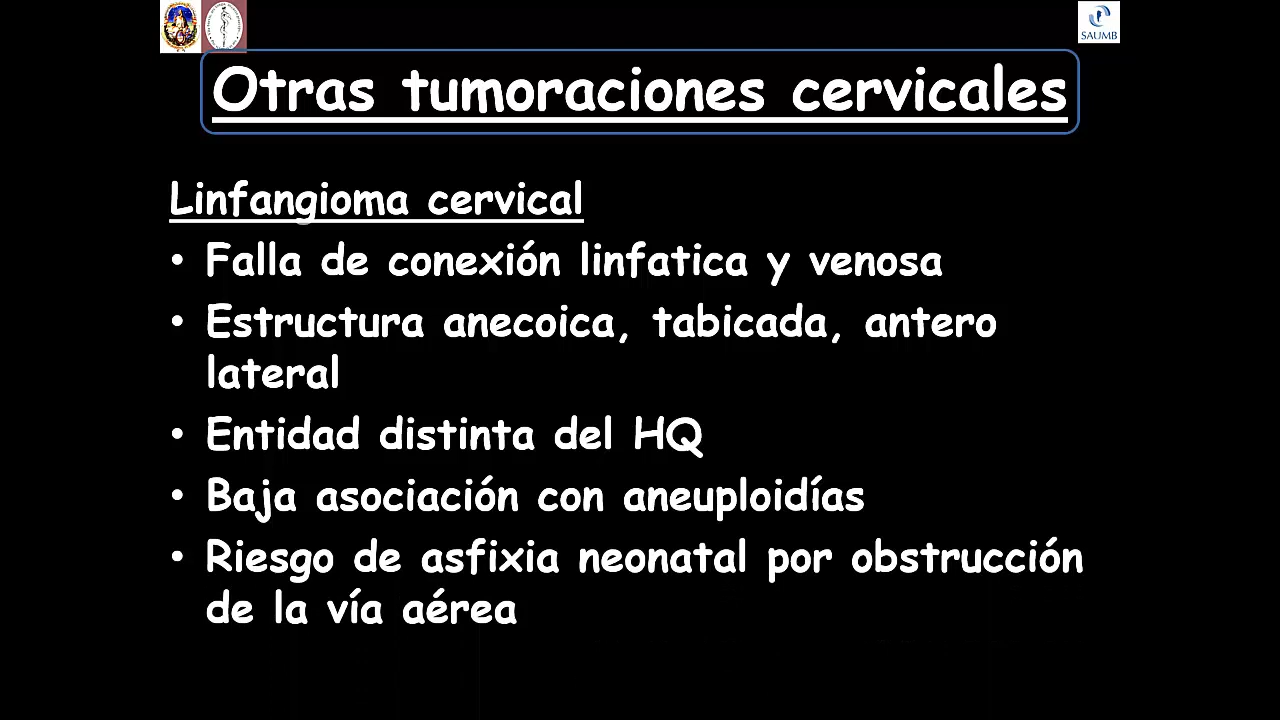 SAUMB
Otras tumoraciones cervicales
Linfangioma cervical
• Falla de conexión linfatica y venosa
• Estructura anecoica, tabicada, antero
lateral
• Entidad distinta del HQ
• Baja asociación con aneuploidías
• Riesgo de asfixia neonatal por obstrucción
de la vía aérea